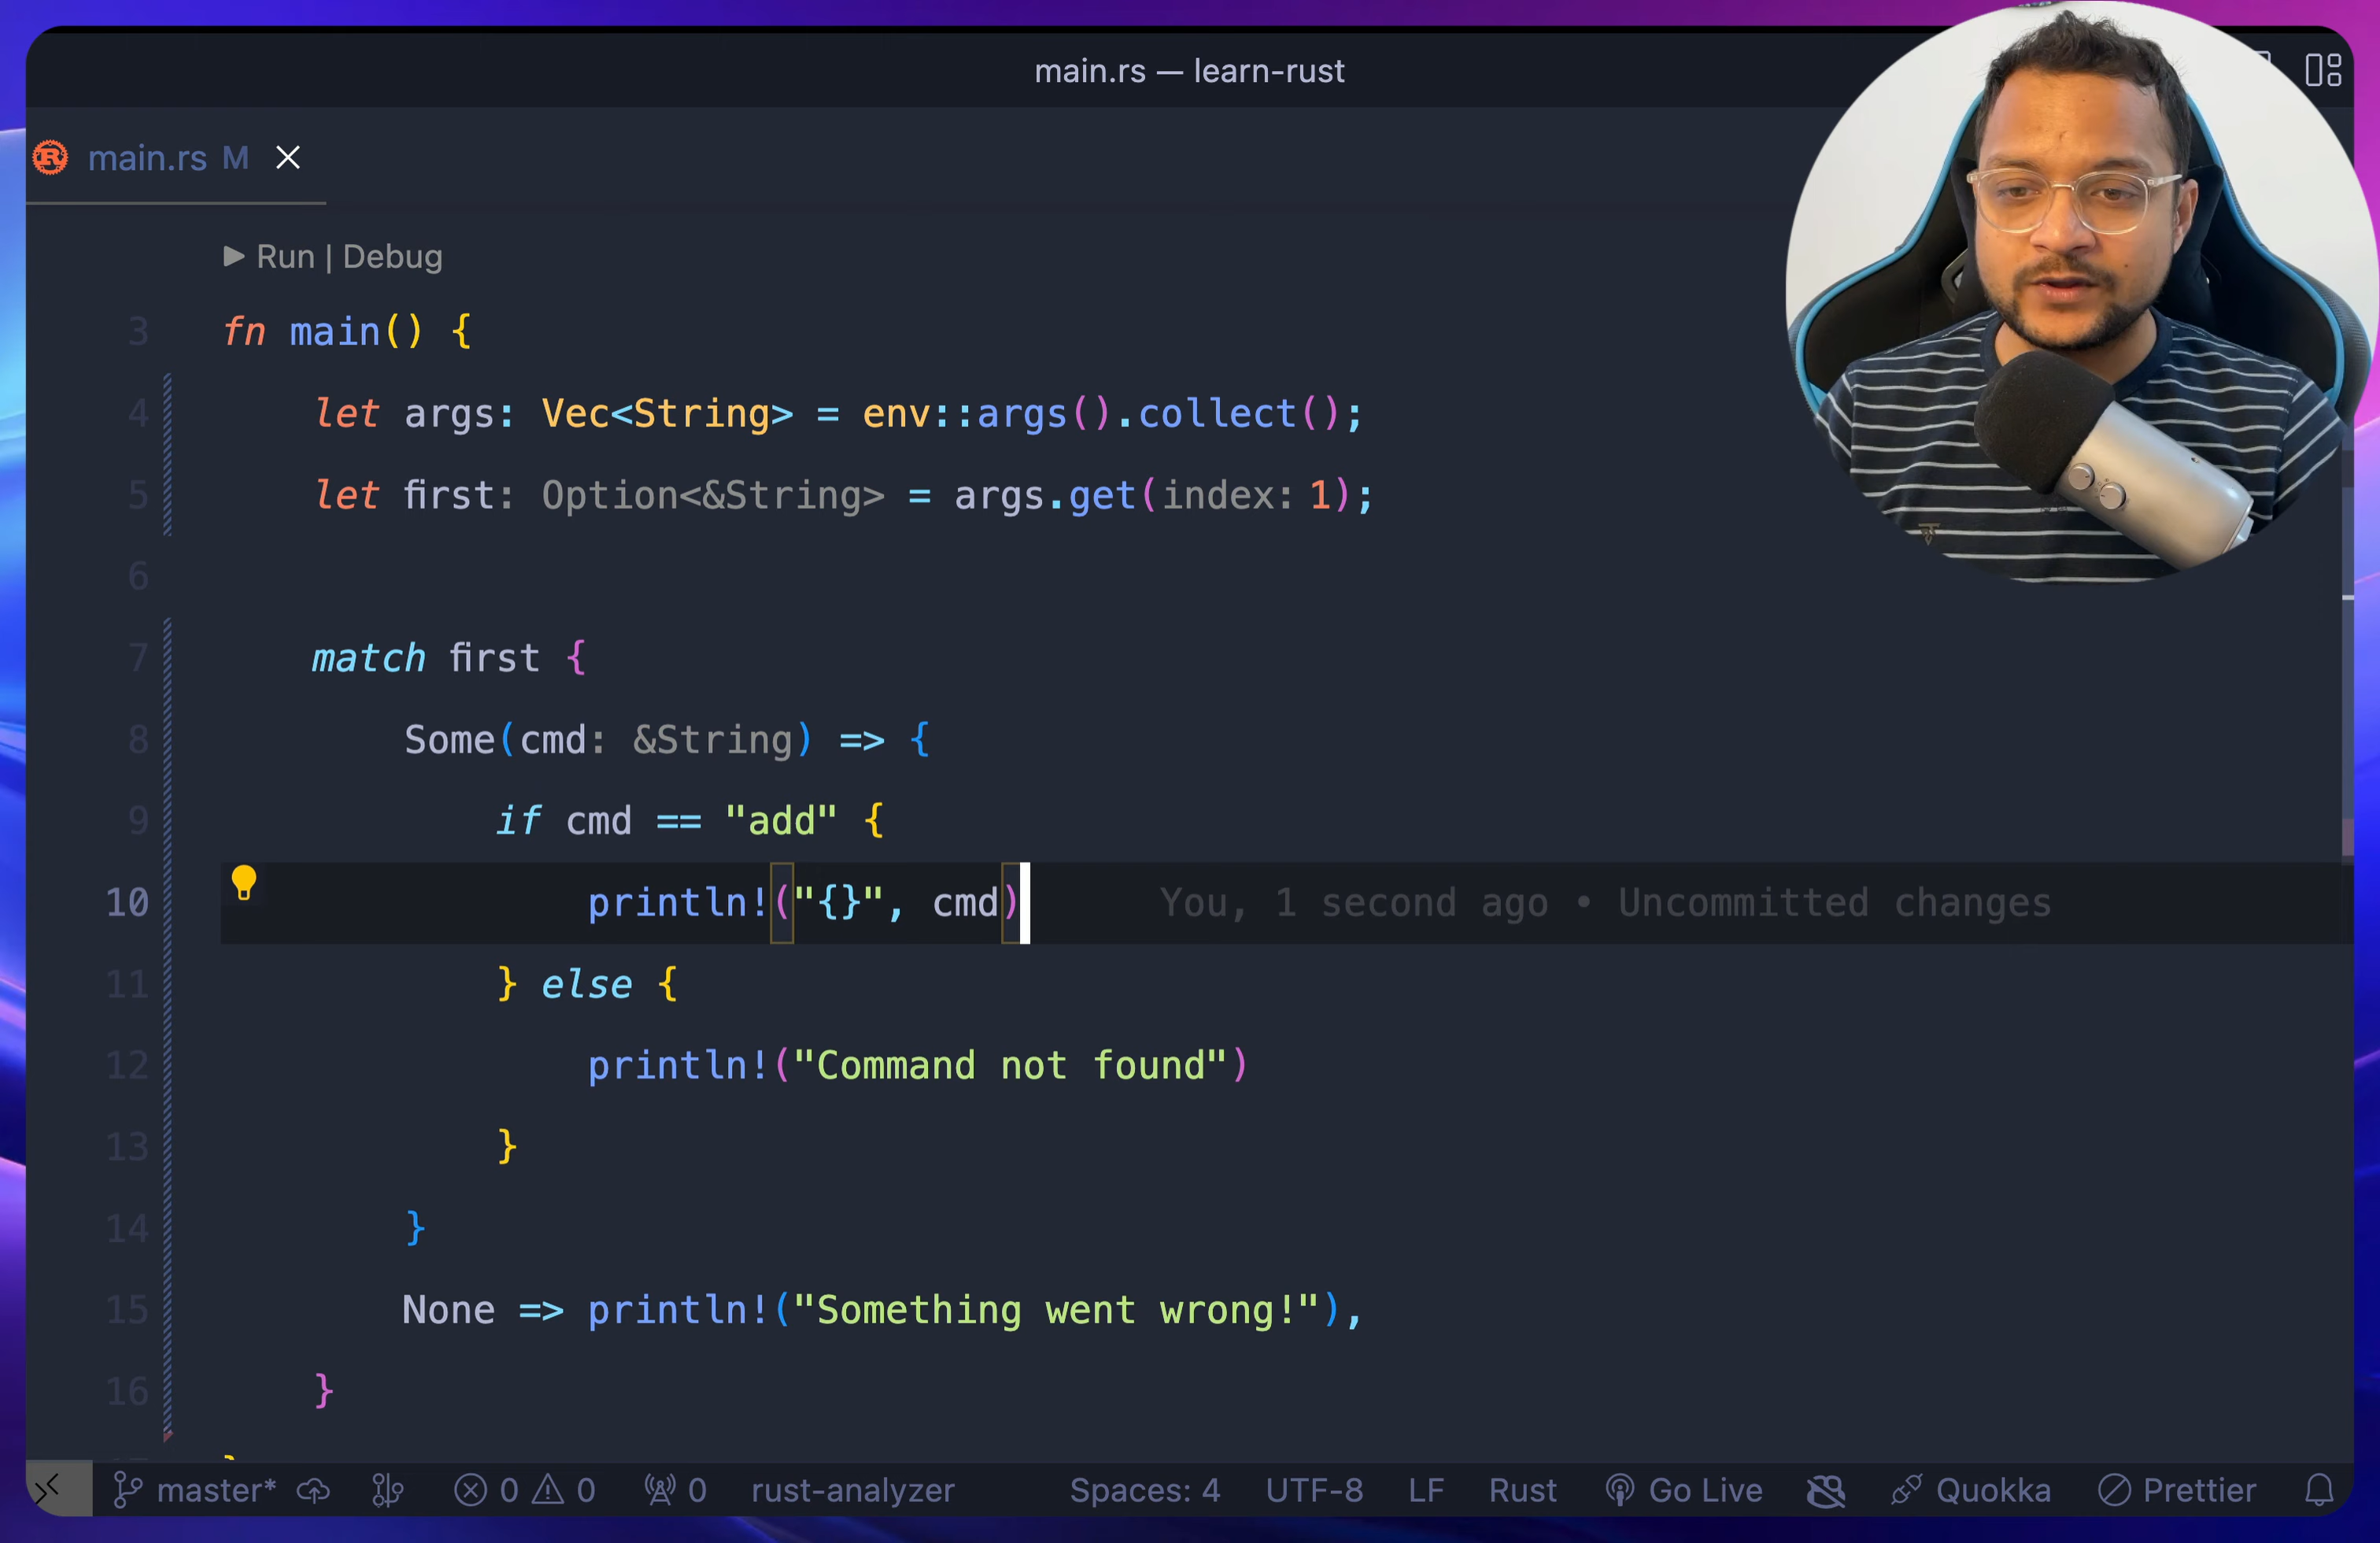 main.rs — learn-rust
main.rs M
Run | Debug
3 fn main() {
4 let args: Vec<String> = env::args().collect();
5 let first: Option<&String> = args.get(index: 1);
6
7 match first {
8 Some(cmd: &String) => {
9 if cmd == "add" {
10 println!("{}", cmd) You, 1 second ago • Uncommitted changes
11 } else {
12 println!("Command not found")
13 }
14 }
15 None => println!("Something went wrong!"),
16 }
master* 0 0 0 rust-analyzer Spaces: 4 UTF-8 LF Rust Go Live Quokka Prettier